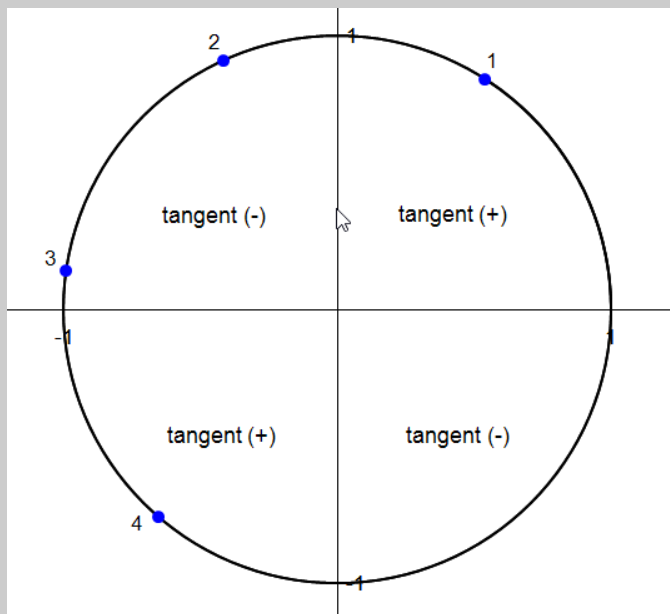 2
1
1
tangent (-)
tangent (+)
3
-1
1
tangent (+)
tangent (-)
4
-1